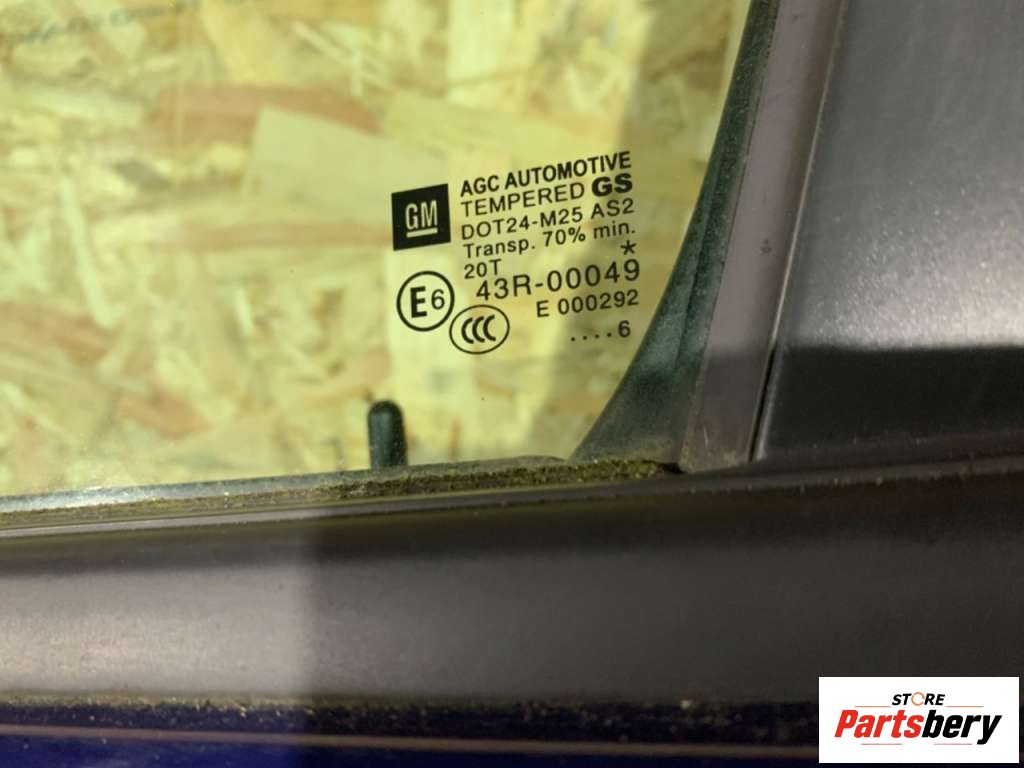 GM
AGC AUTOMOTIVE
TEMPERED GS
DOT24-M25 AS2
Transp. 70% min.
20T *
E6 43R-00049
E 000292
CCC
....6
STORE
Partsbery